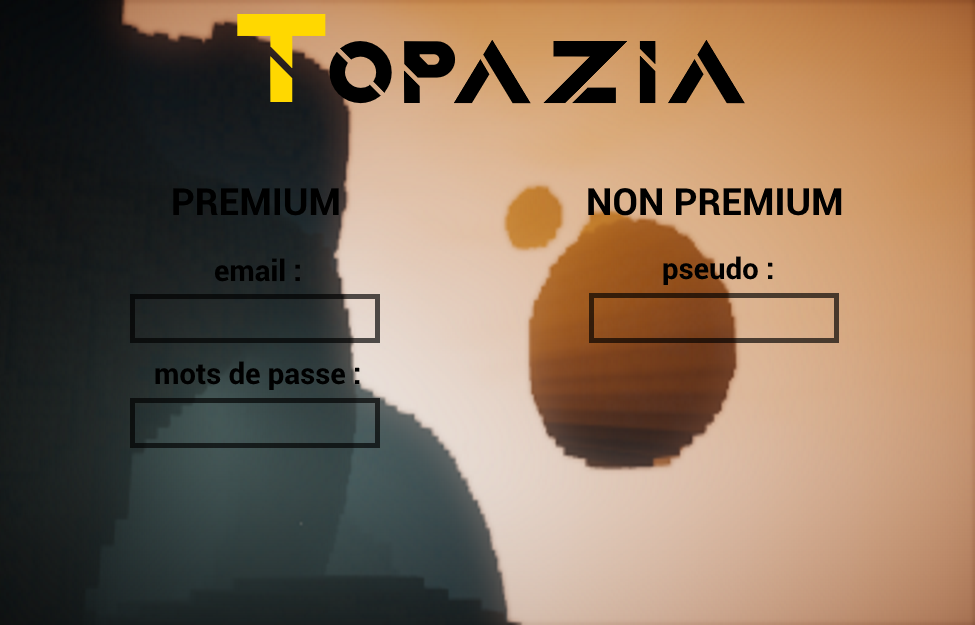 TOPAZIA
PREMIUM
email :
mots de passe :
NON PREMIUM
pseudo :